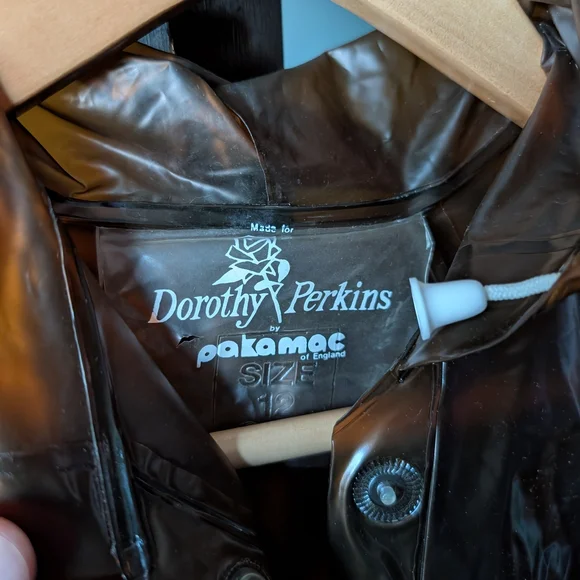 Made for
Dorothy Perkins
by
pakamac
of England
SIZE
12